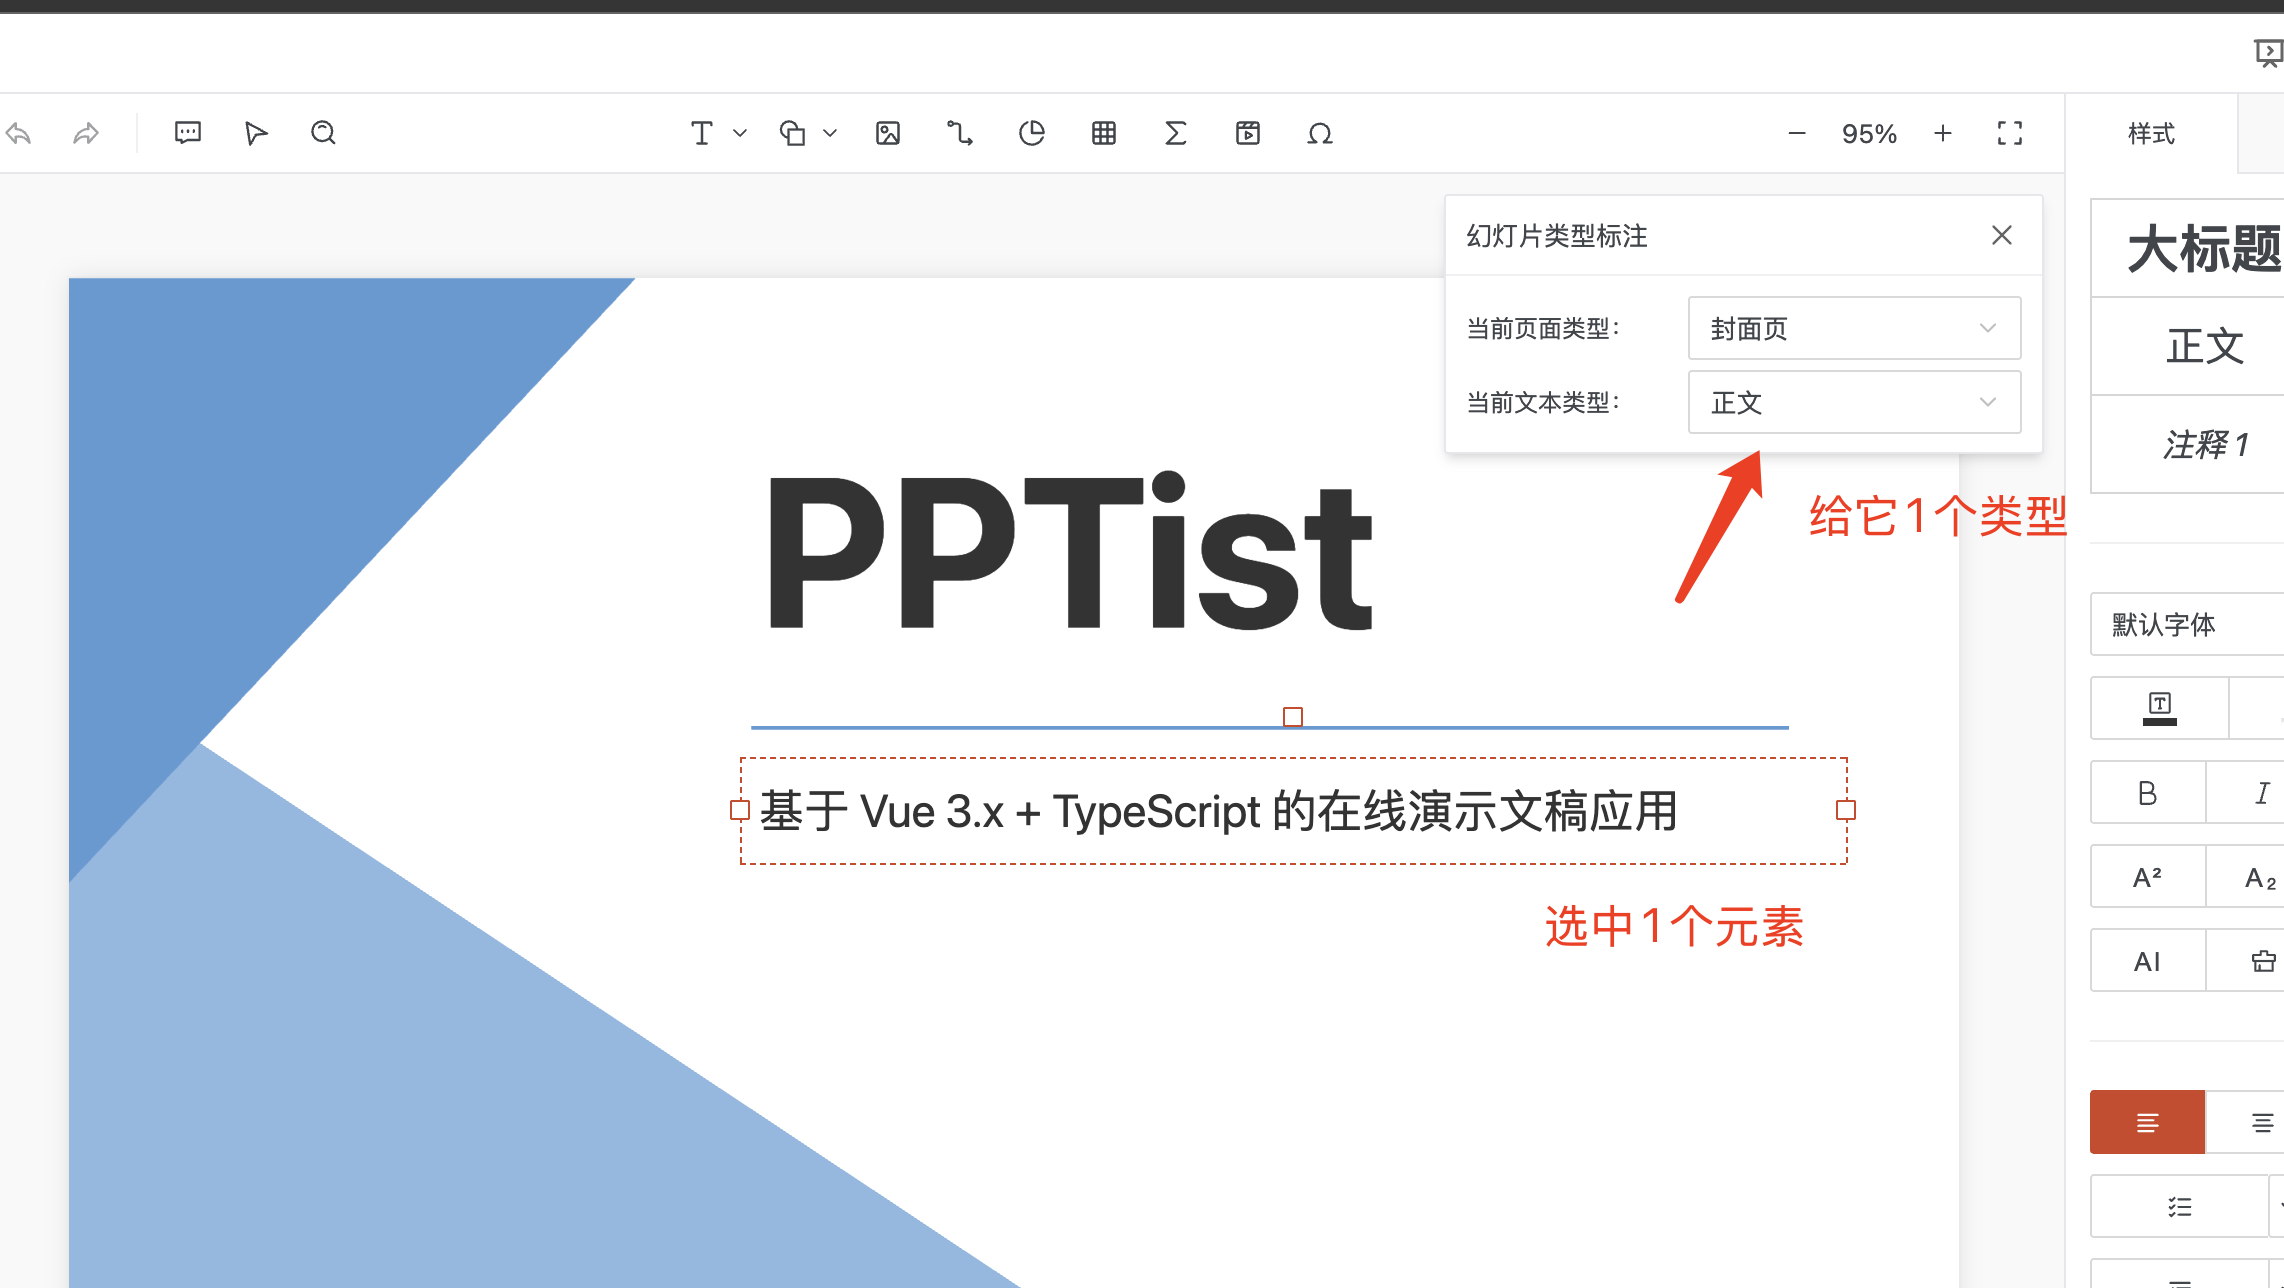 95%
样式
幻灯片类型标注
当前页面类型：
封面页
当前文本类型：
正文
给它1个类型
大标题
正文
注释 1
PPTist
基于 Vue 3.x + TypeScript 的在线演示文稿应用
选中1个元素
默认字体
B
I
A²
A₂
AI